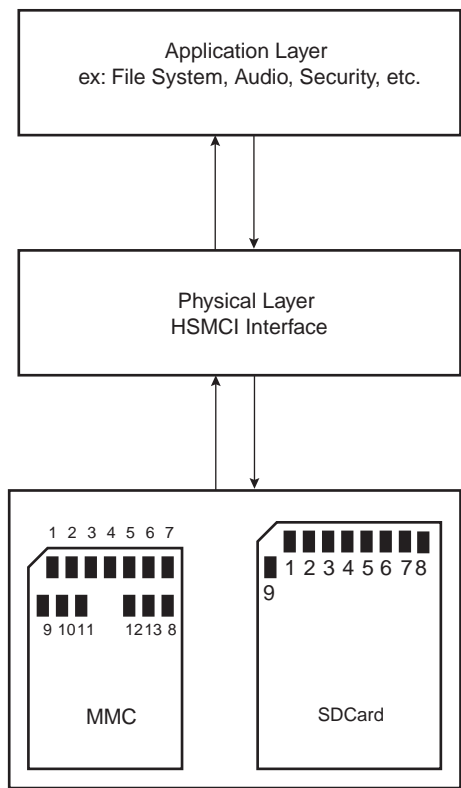 Application Layer
ex: File System, Audio, Security, etc.
Physical Layer
HSMCI Interface
1 2 3 4 5 6 7
9 10 11 12 13 8
MMC
1 2 3 4 5 6 7 8
9
SDCard